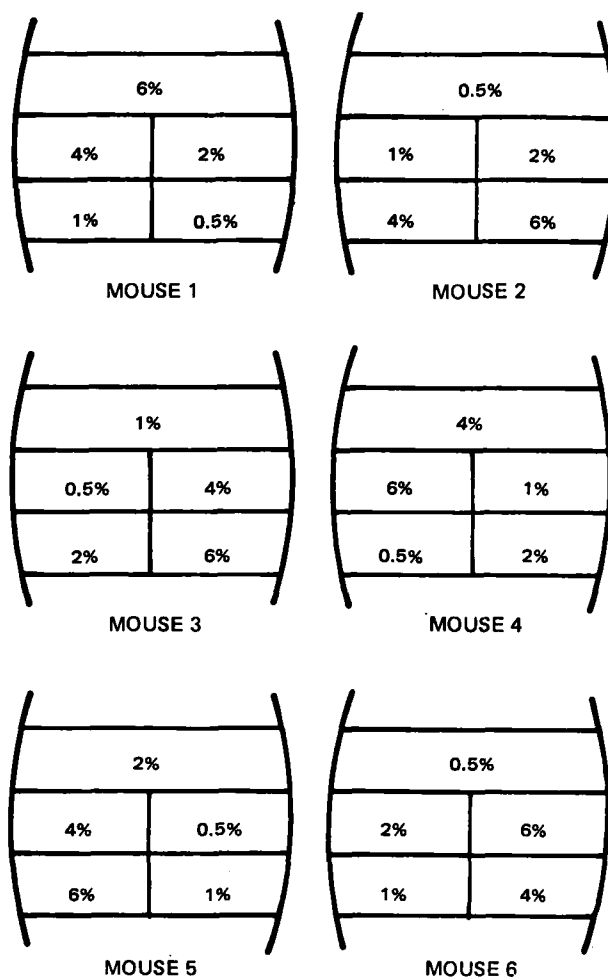 6% 0.5%
4% 2% 1% 2%
1% 0.5% 4% 6%
MOUSE 1 MOUSE 2
1% 4%
0.5% 4% 6% 1%
2% 6% 0.5% 2%
MOUSE 3 MOUSE 4
2% 0.5%
4% 0.5% 2% 6%
6% 1% 1% 4%
MOUSE 5 MOUSE 6